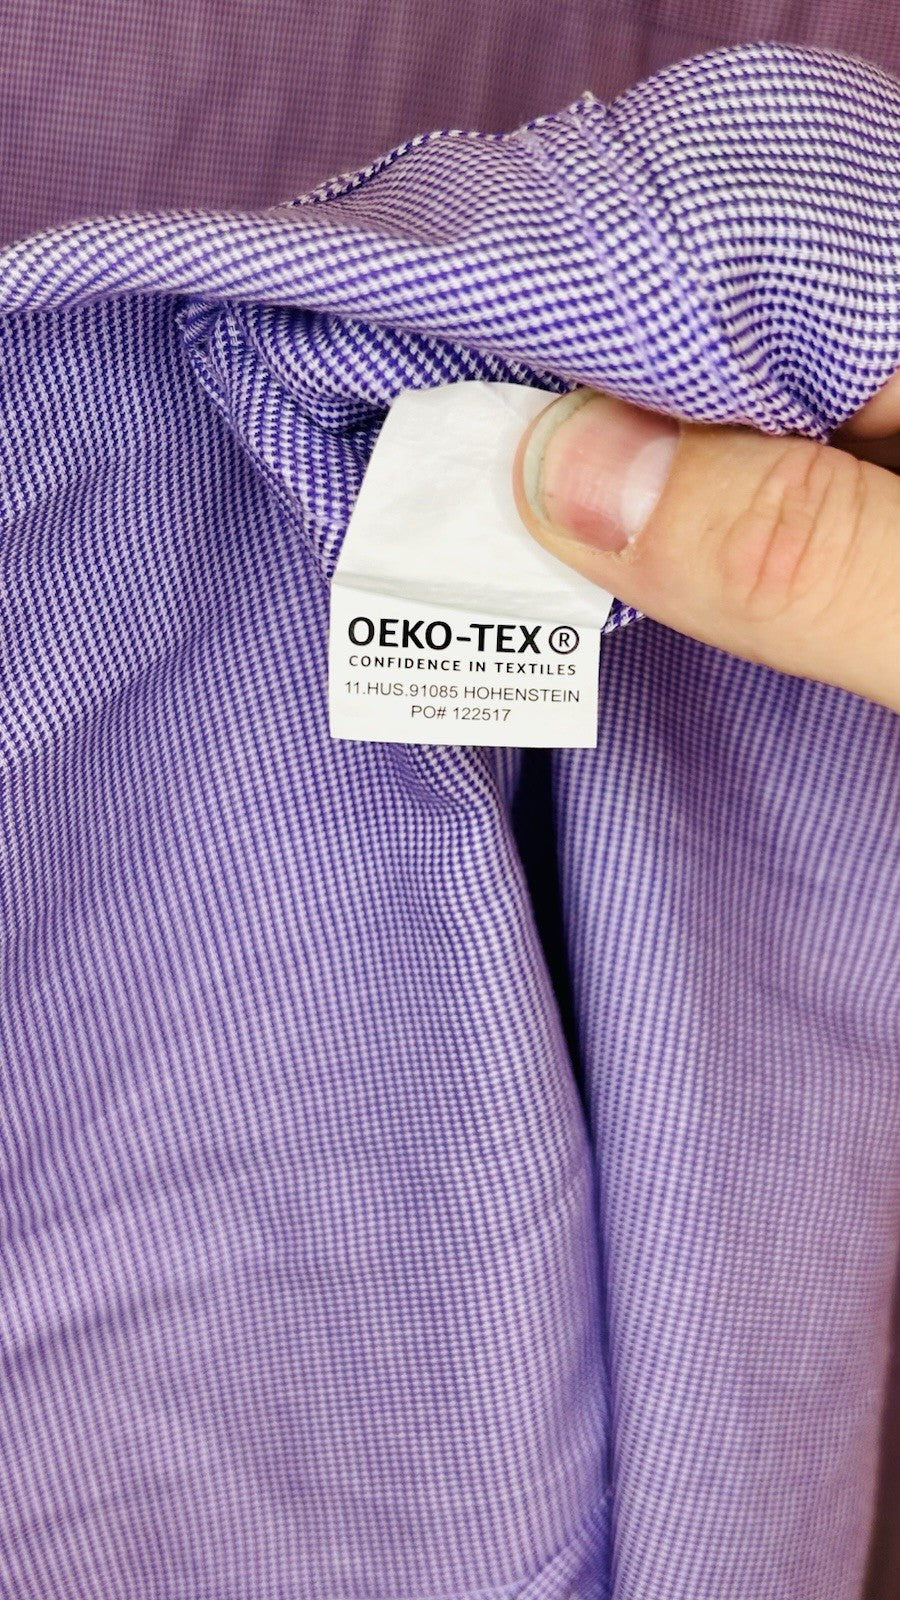 OEKO-TEX®
CONFIDENCE IN TEXTILES
11.HUS.91085 HOHENSTEIN
PO# 122517